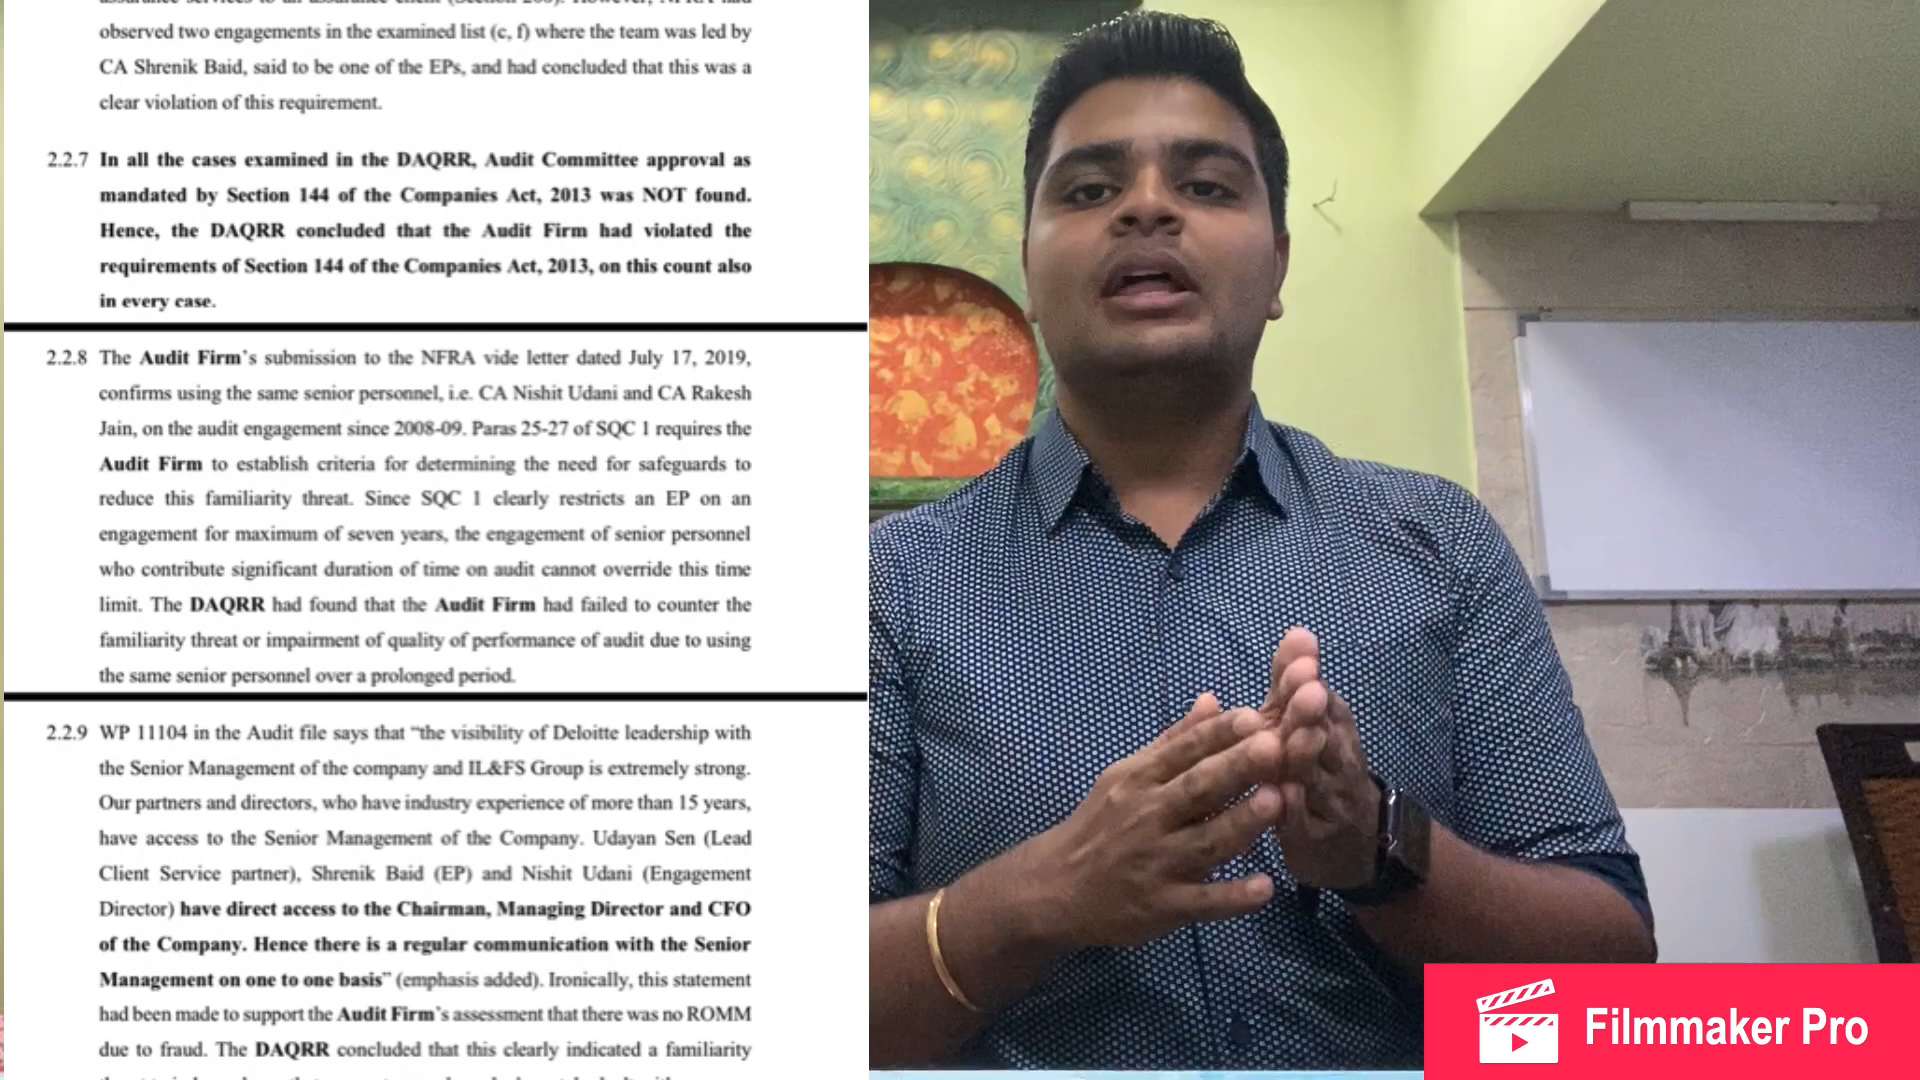 observed two engagements in the examined list (c, f) where the team was led by
CA Shrenik Baid, said to be one of the EPs, and had concluded that this was a
clear violation of this requirement.
2.2.7 In all the cases examined in the DAQRR, Audit Committee approval as
mandated by Section 144 of the Companies Act, 2013 was NOT found.
Hence, the DAQRR concluded that the Audit Firm had violated the
requirements of Section 144 of the Companies Act, 2013, on this count also
in every case.
2.2.8 The Audit Firm's submission to the NFRA vide letter dated July 17, 2019,
confirms using the same senior personnel, i.e. CA Nishit Udani and CA Rakesh
Jain, on the audit engagement since 2008-09. Paras 25-27 of SQC 1 requires the
Audit Firm to establish criteria for determining the need for safeguards to
reduce this familiarity threat. Since SQC 1 clearly restricts an EP on an
engagement for maximum of seven years, the engagement of senior personnel
who contribute significant duration of time on audit cannot override this time
limit. The DAQRR had found that the Audit Firm had failed to counter the
familiarity threat or impairment of quality of performance of audit due to using
the same senior personnel over a prolonged period.
2.2.9 WP 11104 in the Audit file says that "the visibility of Deloitte leadership with
the Senior Management of the company and IL&FS Group is extremely strong.
Our partners and directors, who have industry experience of more than 15 years,
have access to the Senior Management of the Company. Udayan Sen (Lead
Client Service partner), Shrenik Baid (EP) and Nishit Udani (Engagement
Director) have direct access to the Chairman, Managing Director and CFO
of the Company. Hence there is a regular communication with the Senior
Management on one to one basis" (emphasis added). Ironically, this statement
had been made to support the Audit Firm's assessment that there was no ROMM
due to fraud. The DAQRR concluded that this clearly indicated a familiarity
Filmmaker Pro